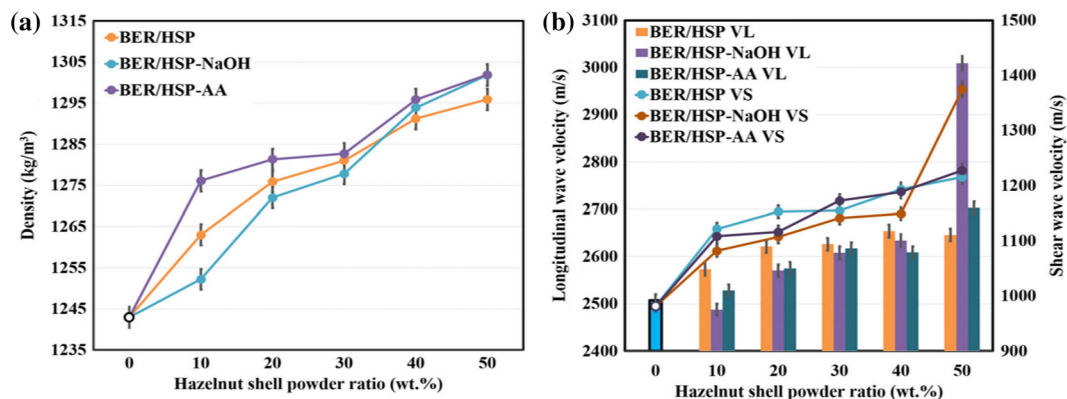 (a)
BER/HSP
BER/HSP-NaOH
BER/HSP-AA
Density (kg/m³)
1315
1305
1295
1285
1275
1265
1255
1245
1235
0 10 20 30 40 50
Hazelnut shell powder ratio (wt.%)
(b)
BER/HSP VL
BER/HSP-NaOH VL
BER/HSP-AA VL
BER/HSP VS
BER/HSP-NaOH VS
BER/HSP-AA VS
Longitudinal wave velocity (m/s)
3100
3000
2900
2800
2700
2600
2500
2400
Shear wave velocity (m/s)
1500
1400
1300
1200
1100
1000
900
0 10 20 30 40 50
Hazelnut shell powder ratio (wt.%)